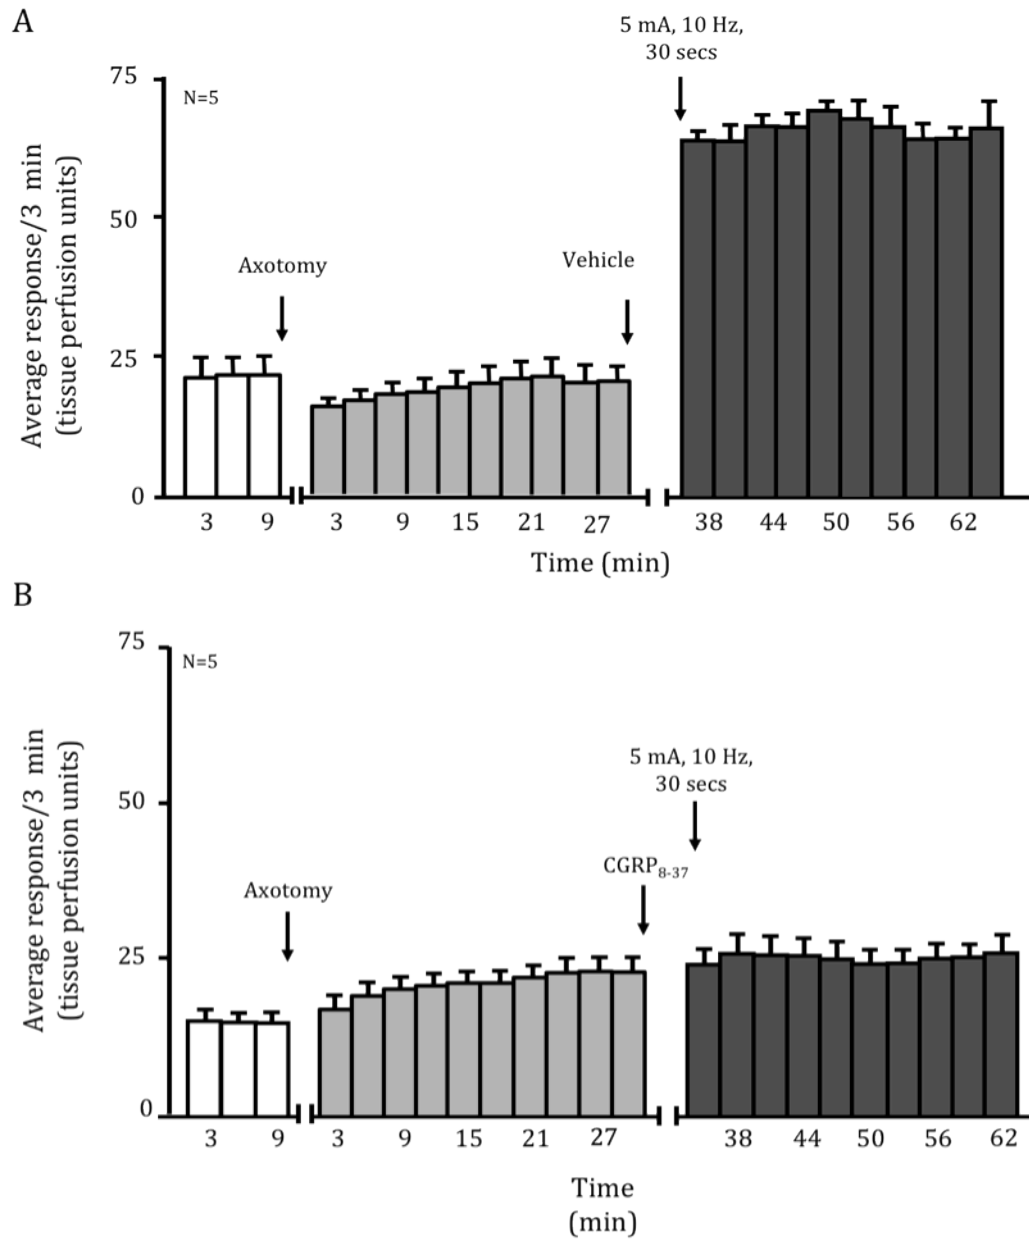 A
5 mA, 10 Hz,
30 secs
75
N=5
50
Axotomy
Vehicle
25
0
Average response/3 min
(tissue perfusion units)
3 9 3 9 15 21 27 38 44 50 56 62
Time (min)
B
75
N=5
5 mA, 10 Hz,
30 secs
50
CGRP8-37
Axotomy
25
0
Average response/3 min
(tissue perfusion units)
3 9 3 9 15 21 27 38 44 50 56 62
Time
(min)